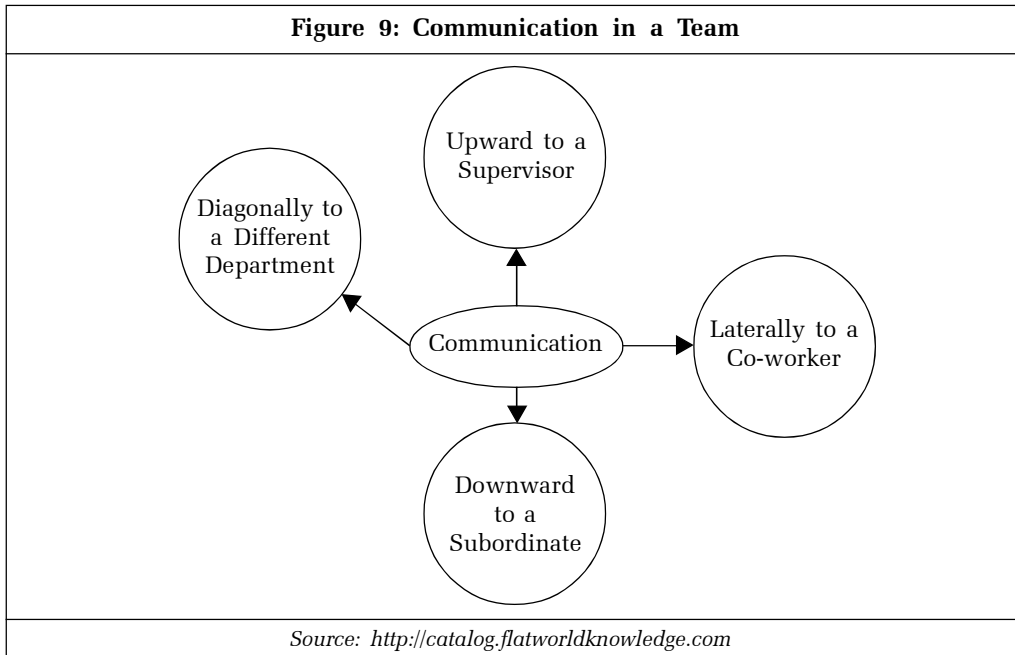 Figure 9: Communication in a Team
Upward to a
Supervisor
Diagonally to
a Different
Department
Communication
Laterally to a
Co-worker
Downward
to a
Subordinate
Source: http://catalog.flatworldknowledge.com